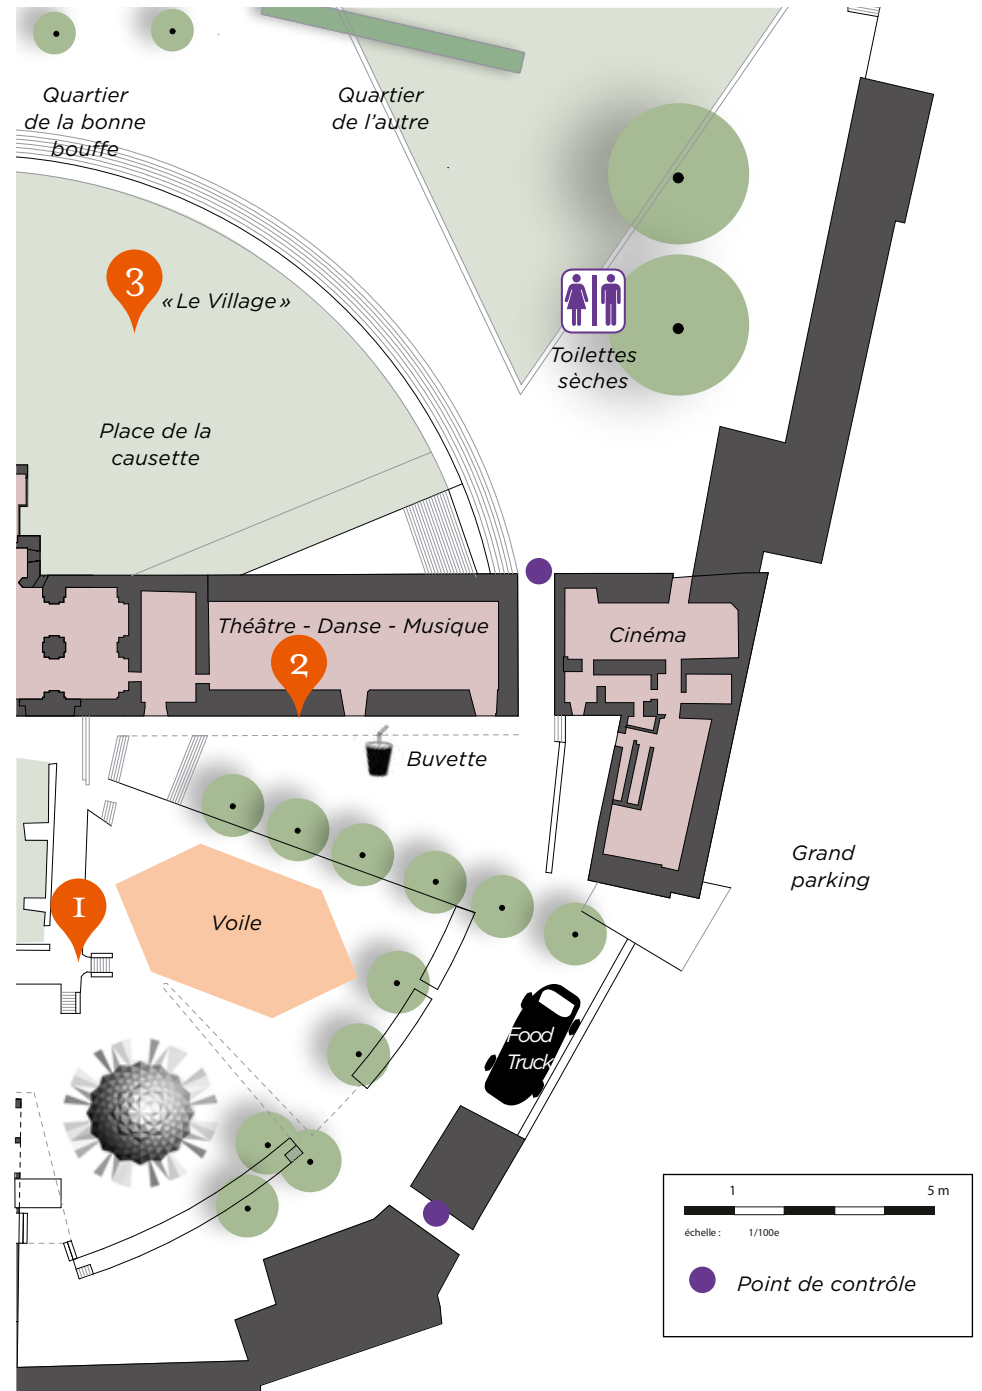 Quartier
de la bonne
bouffe
Quartier
de l’autre
3
« Le Village »
Toilettes
sèches
Place de la
causette
Théâtre - Danse - Musique
2
Cinéma
Buvette
Grand
parking
1
Voile
Food
Truck
1
5 m
échelle :
1/100e
Point de contrôle